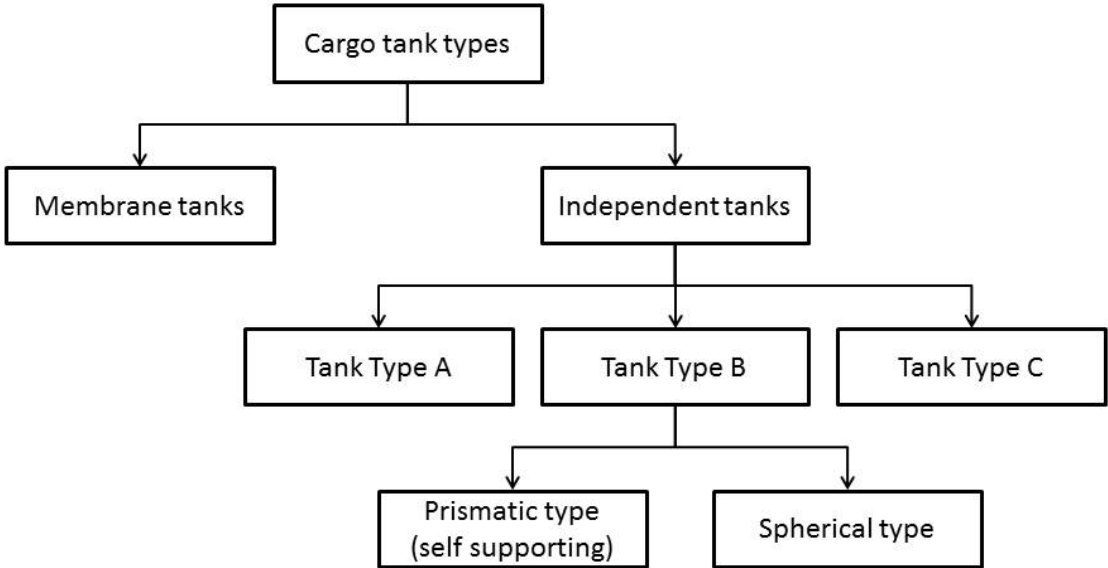 Cargo tank types
Membrane tanks
Independent tanks
Tank Type A
Tank Type B
Tank Type C
Prismatic type
(self supporting)
Spherical type